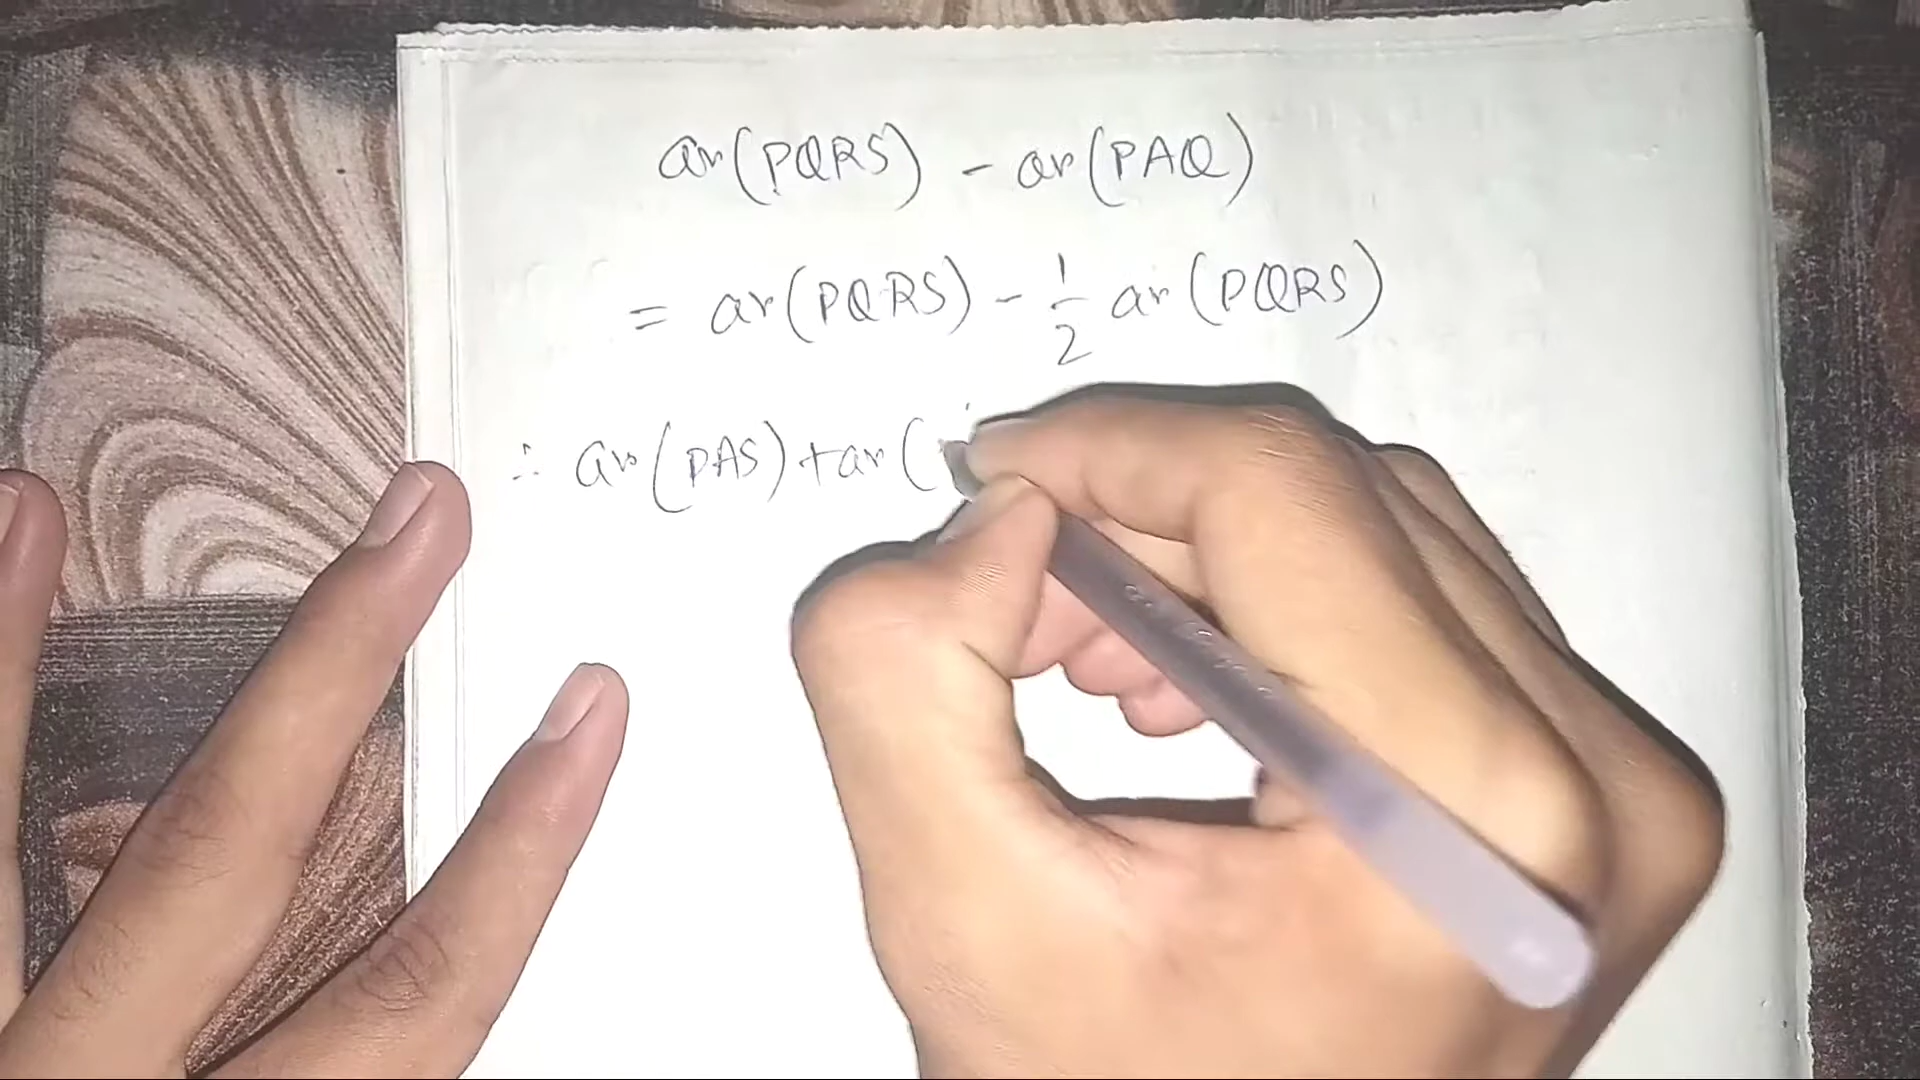 ar(PQRS) - ar(PAQ)
= ar(PQRS) - 1/2 ar(PQRS)
∴ ar(PAS)+ar(